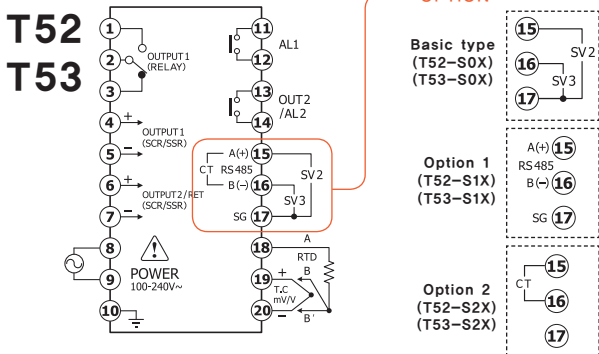 T52
T53
1
2
3
4
5
6
7
8
9
10
OUTPUT1
(RELAY)
+
OUTPUT1
−
(SCR/SSR)
+
OUTPUT2/RET
(SCR/SSR)
−
POWER
100-240V~
11
AL1
12
13
OUT2
/AL2
14
A(+) 15
CT RS485 SV2
B(−) 16
SV3
SG 17
18 A
RTD
19 + B
T.C
mV/V
20 − B'
OPTION
Basic type
(T52-S0X)
(T53-S0X)
15
SV2
16
SV3
17
Option 1
(T52-S1X)
(T53-S1X)
A(+) 15
RS485
B(−) 16
SG 17
Option 2
(T52-S2X)
(T53-S2X)
15
CT
16
17